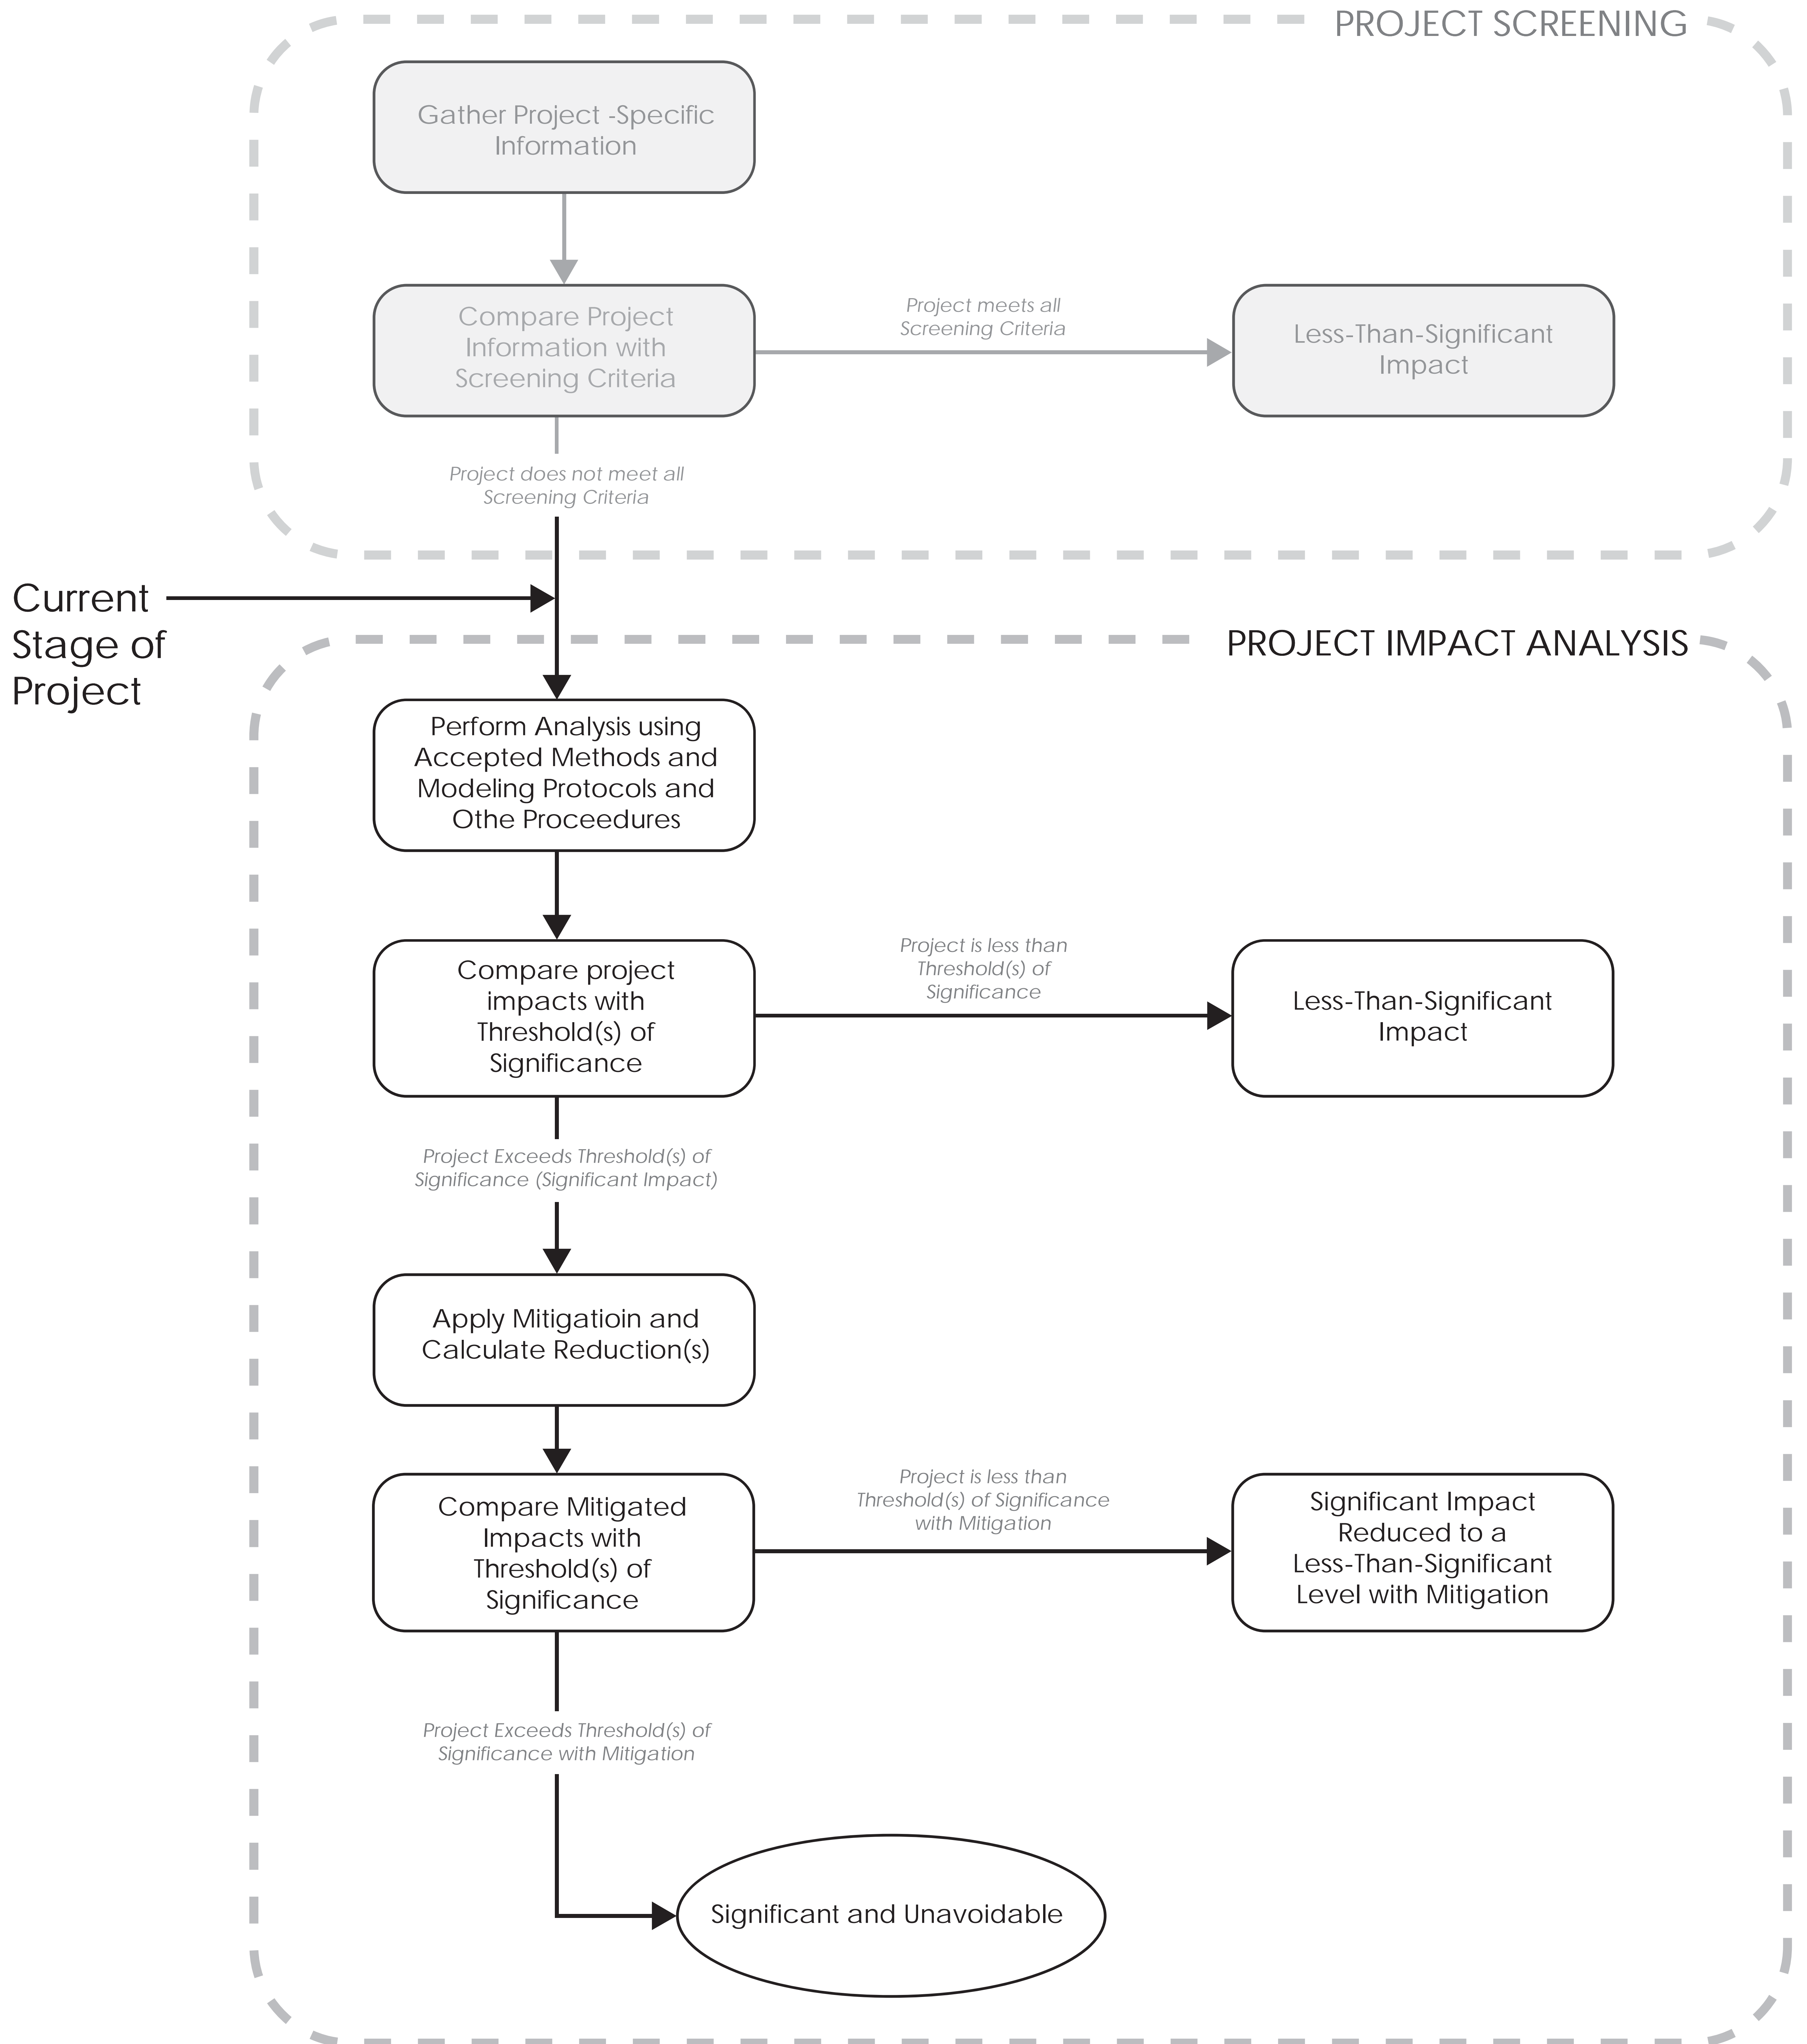 PROJECT SCREENING
Gather Project -Specific
Information
Compare Project
Information with
Screening Criteria
Project meets all
Screening Criteria
Less-Than-Significant
Impact
Project does not meet all
Screening Criteria
Current
Stage of
Project
PROJECT IMPACT ANALYSIS
Perform Analysis using
Accepted Methods and
Modeling Protocols and
Othe Proceedures
Compare project
impacts with
Threshold(s) of
Significance
Project is less than
Threshold(s) of
Significance
Less-Than-Significant
Impact
Project Exceeds Threshold(s) of
Significance (Significant Impact)
Apply Mitigatioin and
Calculate Reduction(s)
Compare Mitigated
Impacts with
Threshold(s) of
Significance
Project is less than
Threshold(s) of Significance
with Mitigation
Significant Impact
Reduced to a
Less-Than-Significant
Level with Mitigation
Project Exceeds Threshold(s) of
Significance with Mitigation
Significant and Unavoidable